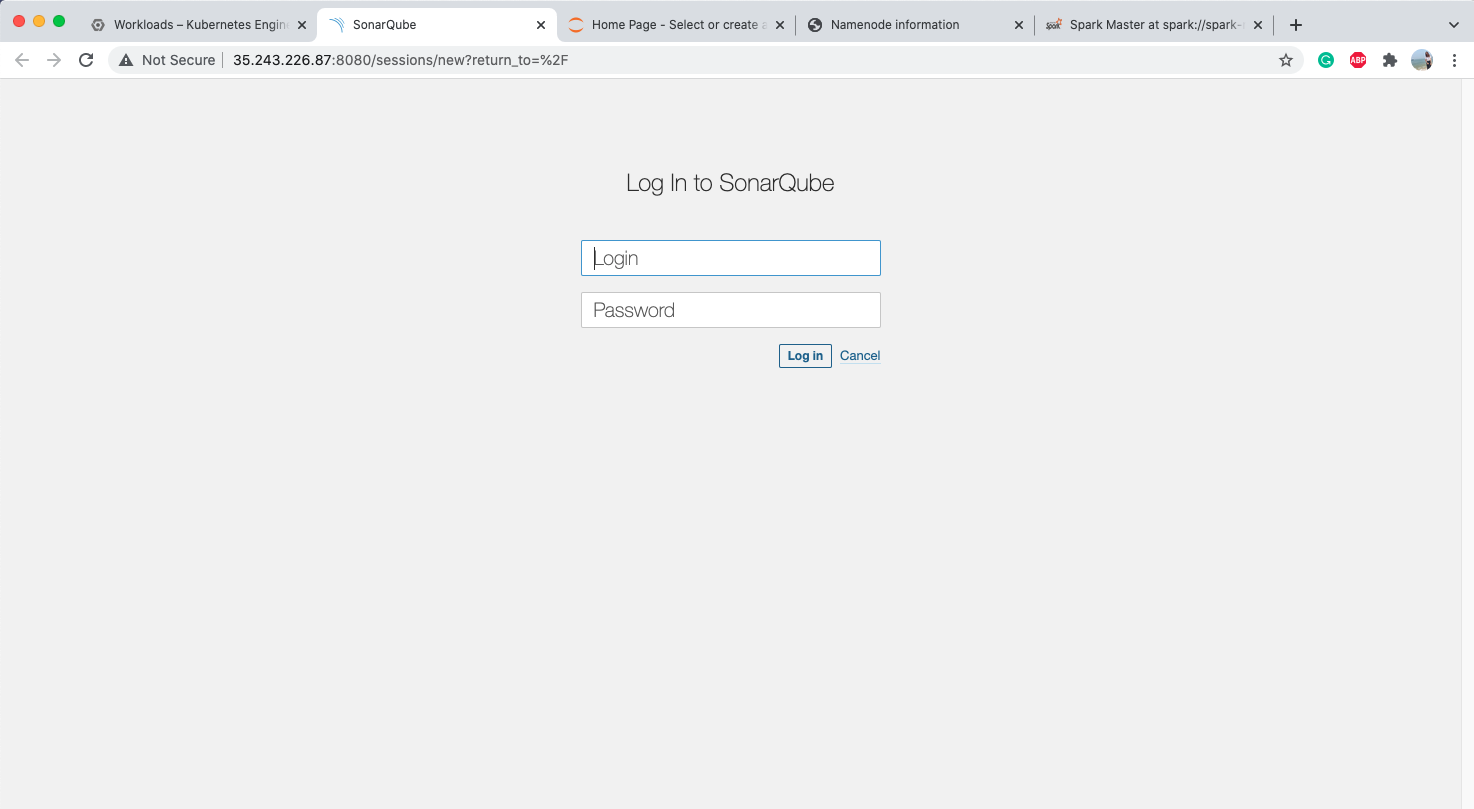 Workloads – Kubernetes Engin
SonarQube
Home Page - Select or create a
Namenode information
Spark Master at spark://spark-
Not Secure
35.243.226.87:8080/sessions/new?return_to=%2F
ABP
Log In to SonarQube
Login
Password
Log in
Cancel